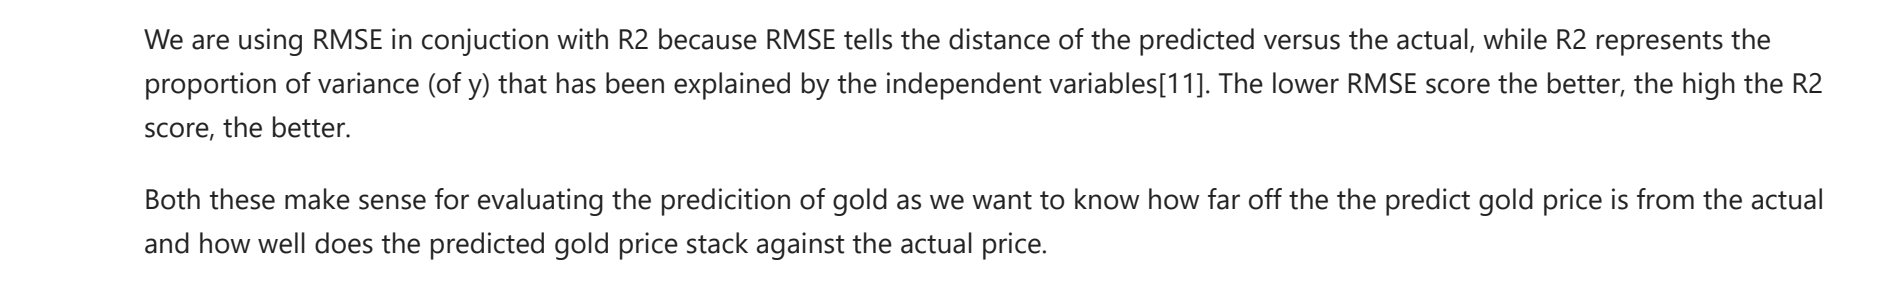 We are using RMSE in conjuction with R2 because RMSE tells the distance of the predicted versus the actual, while R2 represents the
proportion of variance (of y) that has been explained by the independent variables[11]. The lower RMSE score the better, the high the R2
score, the better.
Both these make sense for evaluating the predicition of gold as we want to know how far off the the predict gold price is from the actual
and how well does the predicted gold price stack against the actual price.